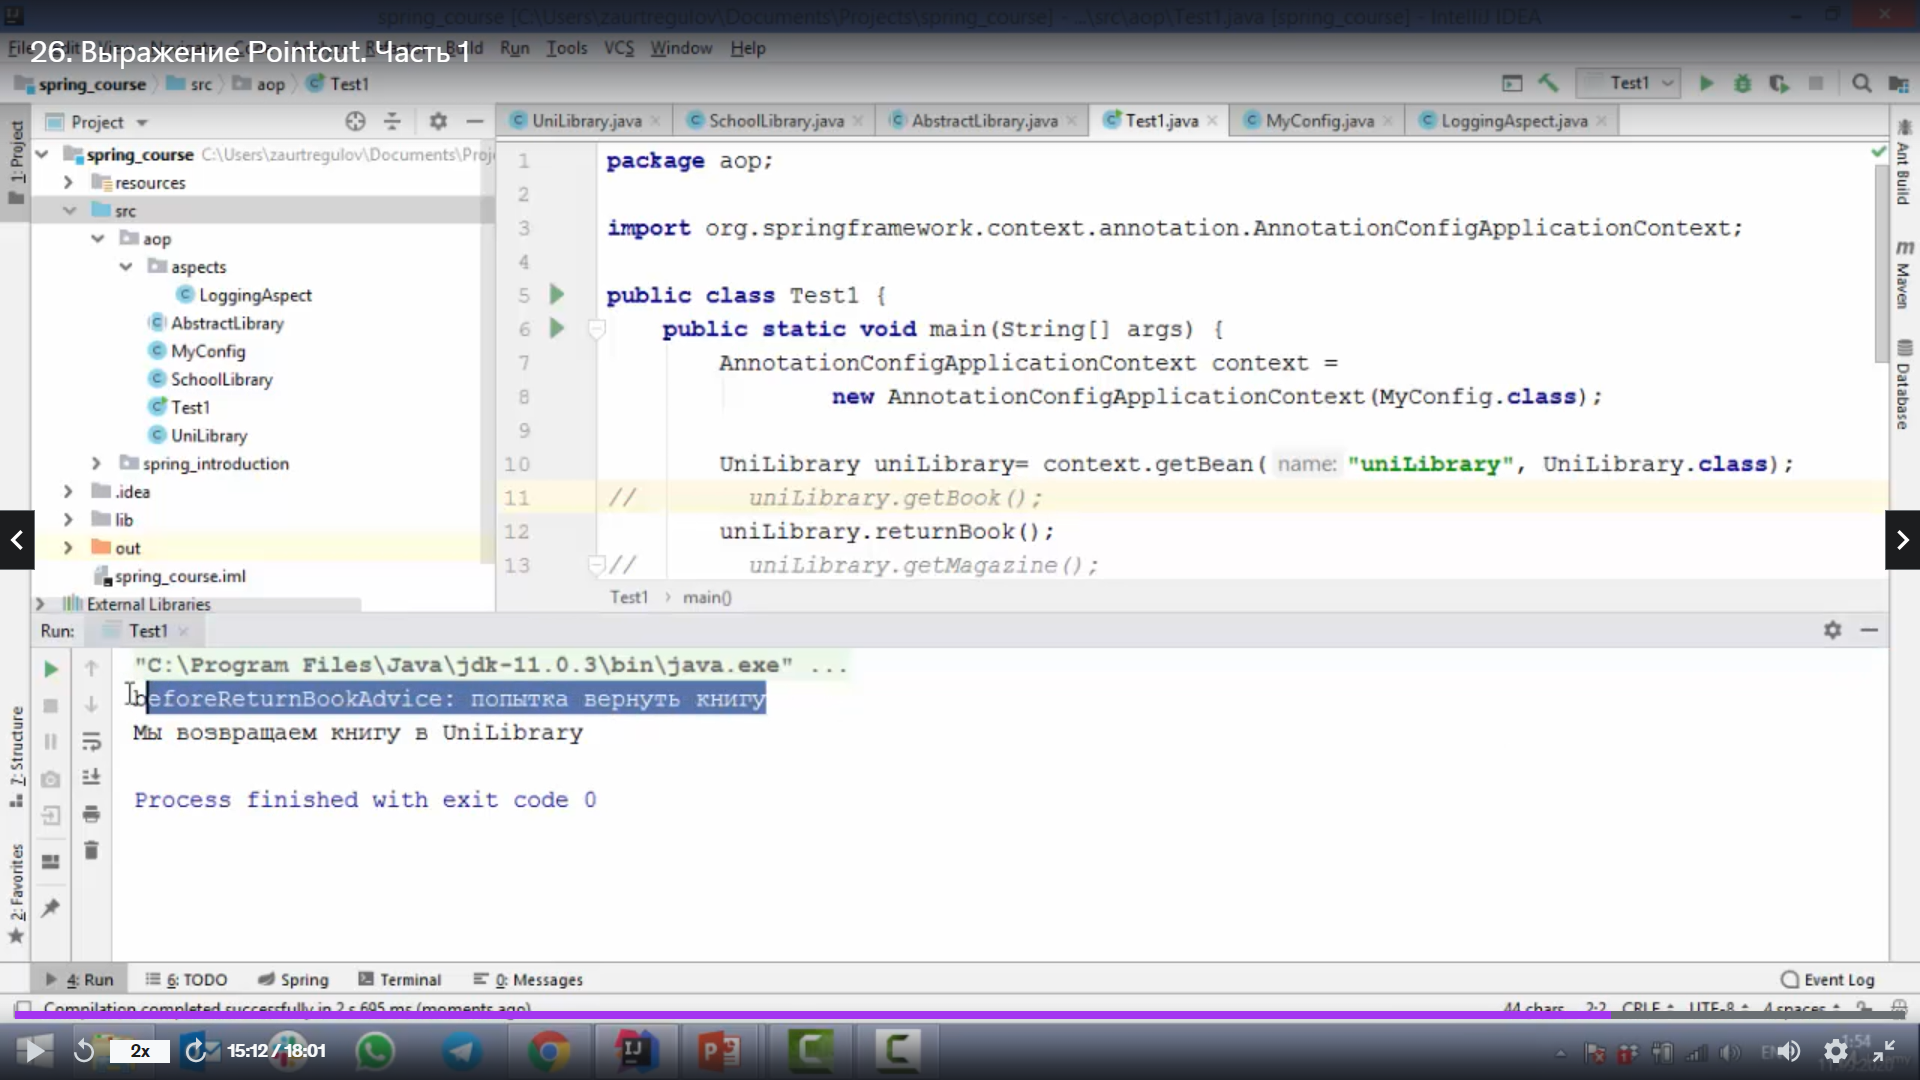 spring_course [C:\Users\zaurtregulov\Documents\Projects\spring_course] - ...\src\aop\Test1.java [spring_course] - IntelliJ IDEA
26. Выражение Pointcut. Часть 1
File Run Tools VCS Window Help
spring_course src aop Test1
Test1
1: Project
Project
UniLibrary.java SchoolLibrary.java AbstractLibrary.java Test1.java MyConfig.java LoggingAspect.java
spring_course C:\Users\zaurtregulov\Documents\Proj
resources
src
aop
aspects
LoggingAspect
AbstractLibrary
MyConfig
SchoolLibrary
Test1
UniLibrary
spring_introduction
.idea
lib
out
spring_course.iml
External Libraries
1 package aop;
2
3 import org.springframework.context.annotation.AnnotationConfigApplicationContext;
4
5 public class Test1 {
6 public static void main(String[] args) {
7 AnnotationConfigApplicationContext context =
8 new AnnotationConfigApplicationContext(MyConfig.class);
9
10 UniLibrary uniLibrary= context.getBean( name: "uniLibrary", UniLibrary.class);
11 // uniLibrary.getBook();
12 uniLibrary.returnBook();
13 // uniLibrary.getMagazine();
Test1 › main()
Ant Build
m Maven
Database
Run: Test1
"C:\Program Files\Java\jdk-11.0.3\bin\java.exe" ...
beforeReturnBookAdvice: попытка вернуть книгу
Мы возвращаем книгу в UniLibrary
Process finished with exit code 0
7: Structure
2: Favorites
4: Run 6: TODO Spring Terminal 0: Messages Event Log
Compilation completed successfully in 2 s 695 ms (moments ago) 44 chars 2:2 CRLF UTF-8 4 spaces
2x 15:12 / 18:01